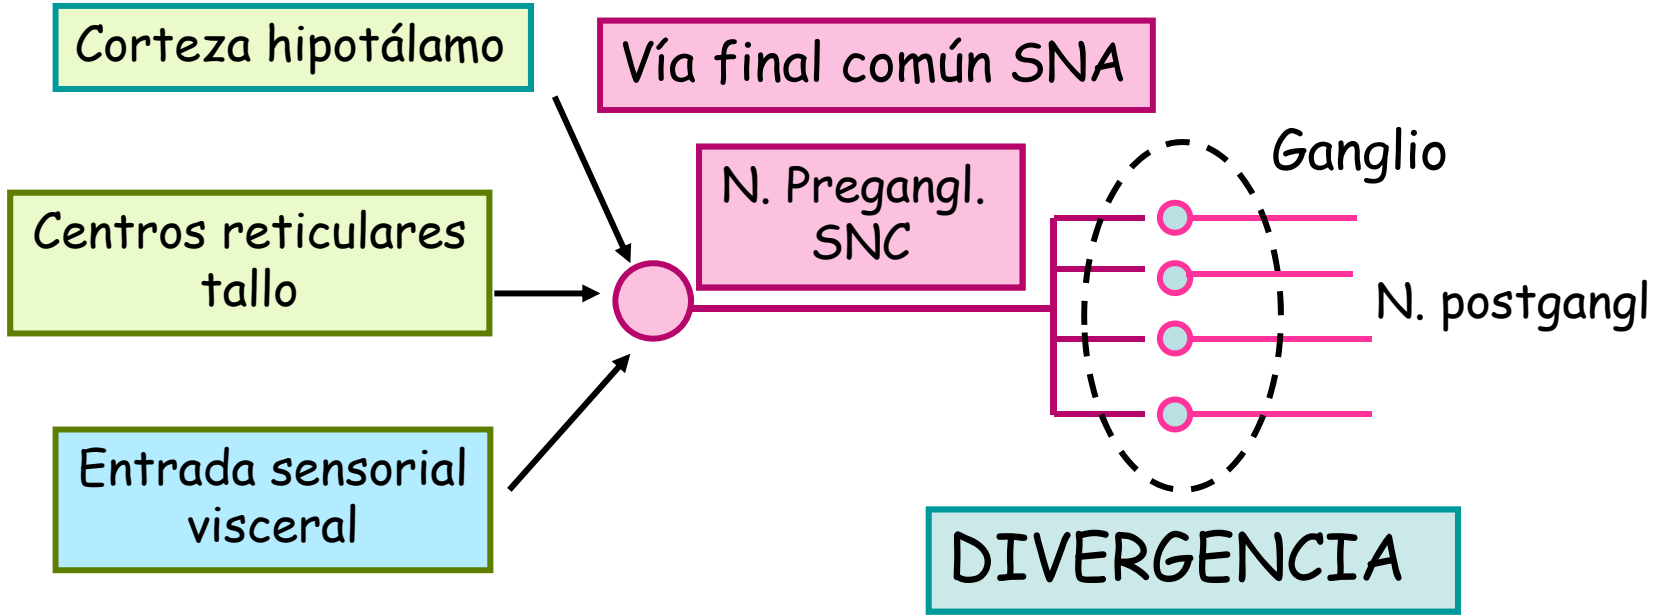 Corteza hipotálamo
Vía final común SNA
Ganglio
N. Pregangl.
SNC
Centros reticulares
tallo
N. postgangl
Entrada sensorial
visceral
DIVERGENCIA